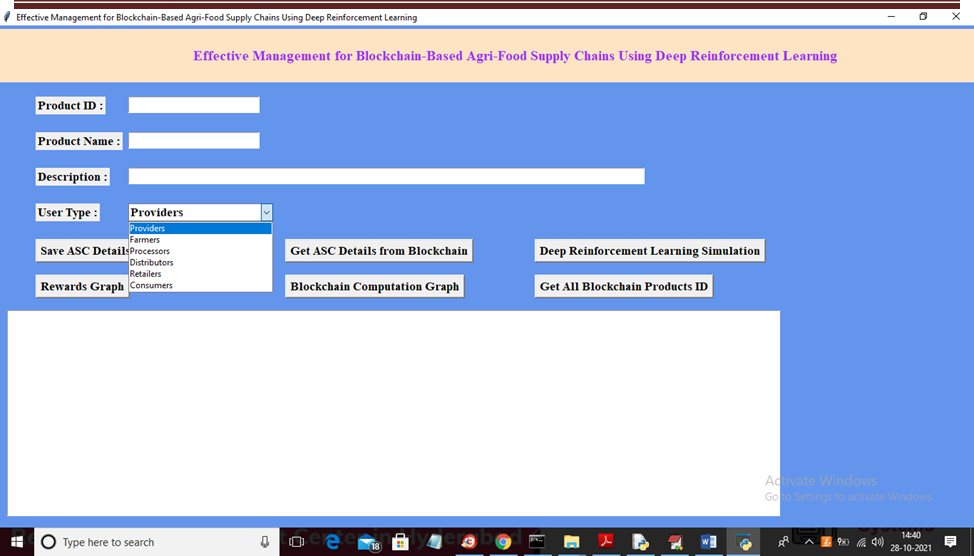 Effective Management for Blockchain-Based Agri-Food Supply Chains Using Deep Reinforcement Learning
Effective Management for Blockchain-Based Agri-Food Supply Chains Using Deep Reinforcement Learning
Product ID :
Product Name :
Description :
User Type : Providers
Providers
Farmers
Save ASC Details Processors Get ASC Details from Blockchain Deep Reinforcement Learning Simulation
Distributors
Retailers
Rewards Graph Consumers Blockchain Computation Graph Get All Blockchain Products ID
Activate Windows
Go to Settings to activate Windows.
Type here to search
18
14:40
28-10-2021